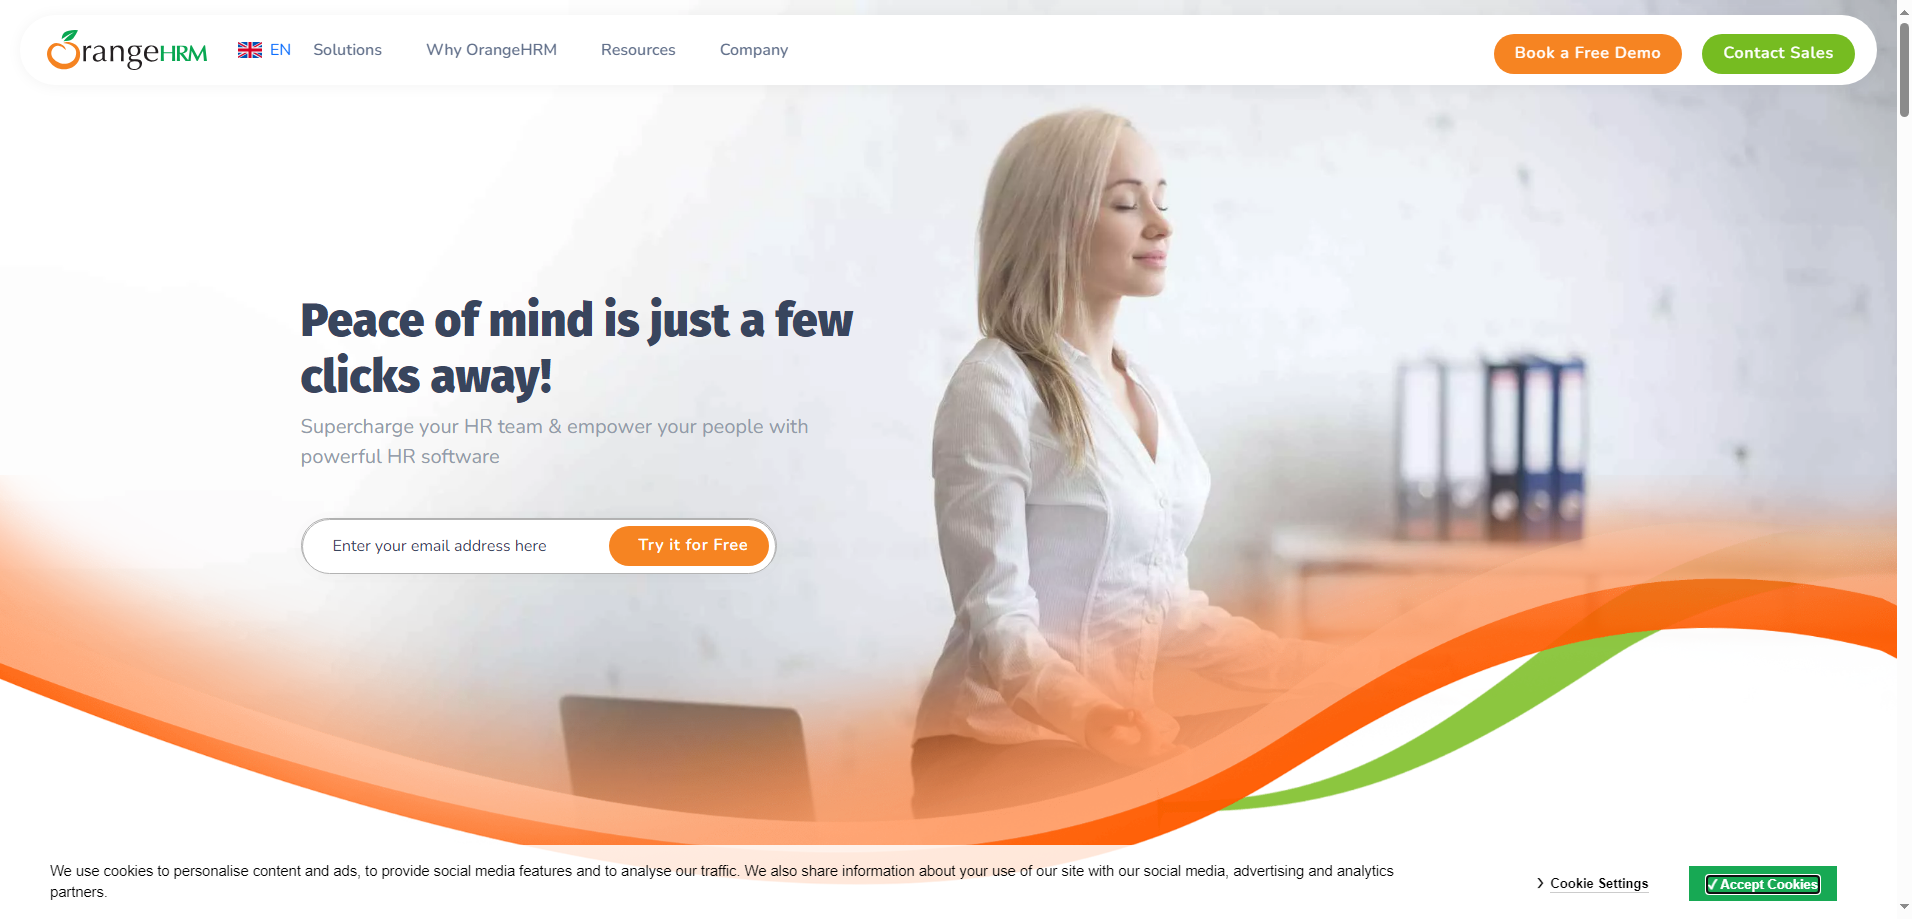 OrangeHRM
EN
Solutions
Why OrangeHRM
Resources
Company
Book a Free Demo
Contact Sales
Peace of mind is just a few
clicks away!
Supercharge your HR team & empower your people with
powerful HR software
Enter your email address here
Try it for Free
We use cookies to personalise content and ads, to provide social media features and to analyse our traffic. We also share information about your use of our site with our social media, advertising and analytics
partners.
Cookie Settings
✓ Accept Cookies